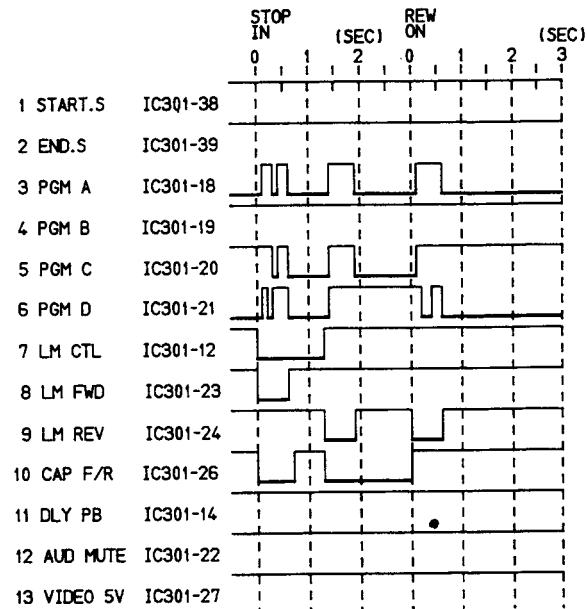 STOP IN REW ON
(SEC) (SEC)
0 1 2 0 1 2 3
1 START.S IC301-38
2 END.S IC301-39
3 PGM A IC301-18
4 PGM B IC301-19
5 PGM C IC301-20
6 PGM D IC301-21
7 LM CTL IC301-12
8 LM FWD IC301-23
9 LM REV IC301-24
10 CAP F/R IC301-26
11 DLY PB IC301-14
12 AUD MUTE IC301-22
13 VIDEO 5V IC301-27